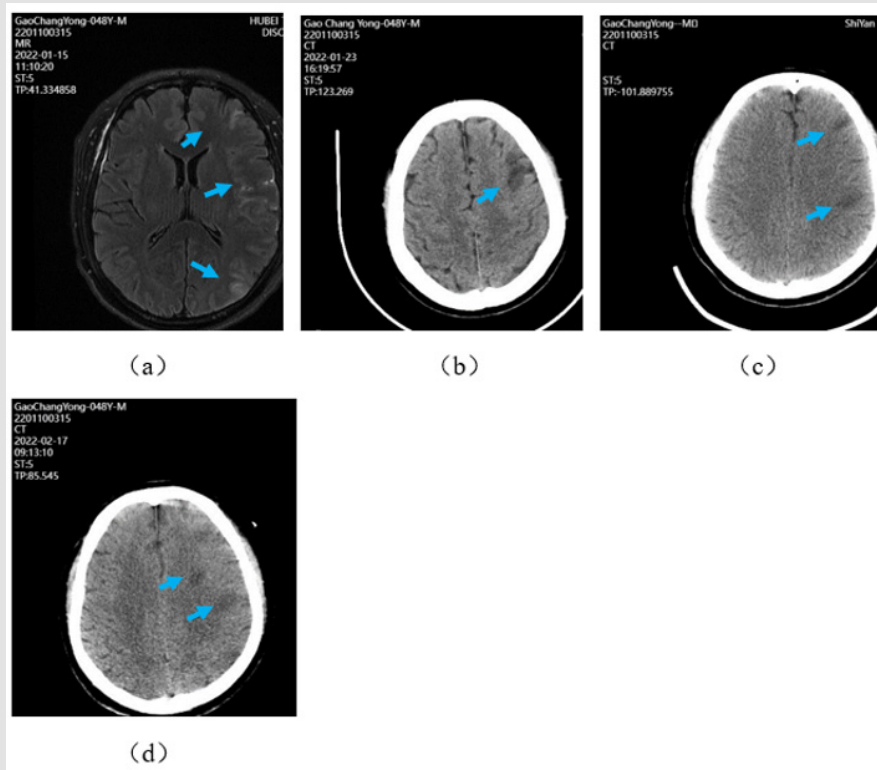 GaoChangYong-048Y-M
2201100315
MR
2022-01-15
11:10:20
ST:5
TP:41.334858
HUBEI
DISC
(a)
Gao Chang Yong-048Y-M
2201100315
CT
2022-01-23
16:19:57
ST:5
TP:123.269
(b)
GaoChangYong--M
2201100315
CT
ST:5
TP:-101.889755
ShiYan
(c)
GaoChangYong-048Y-M
2201100315
CT
2022-02-17
09:13:10
ST:5
TP:85.545
(d)